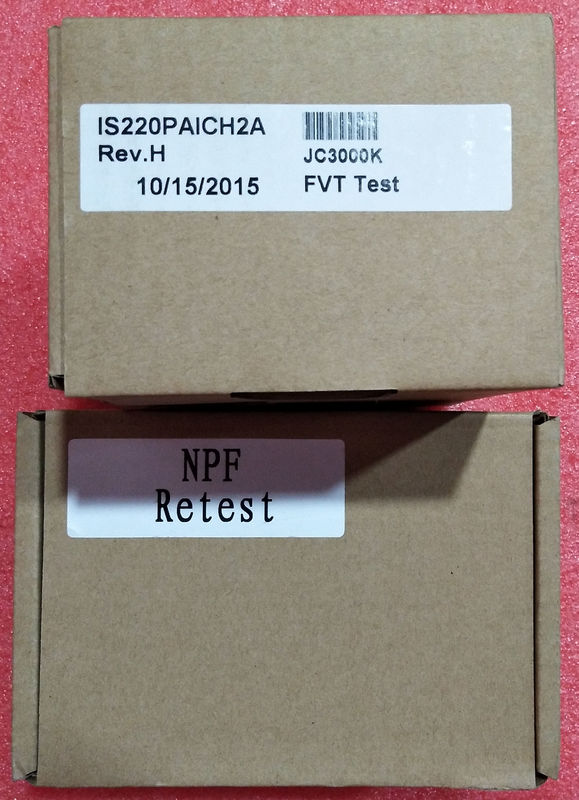 IS220PAICH2A
Rev.H
10/15/2015
JC3000K
FVT Test
NPF
Retest